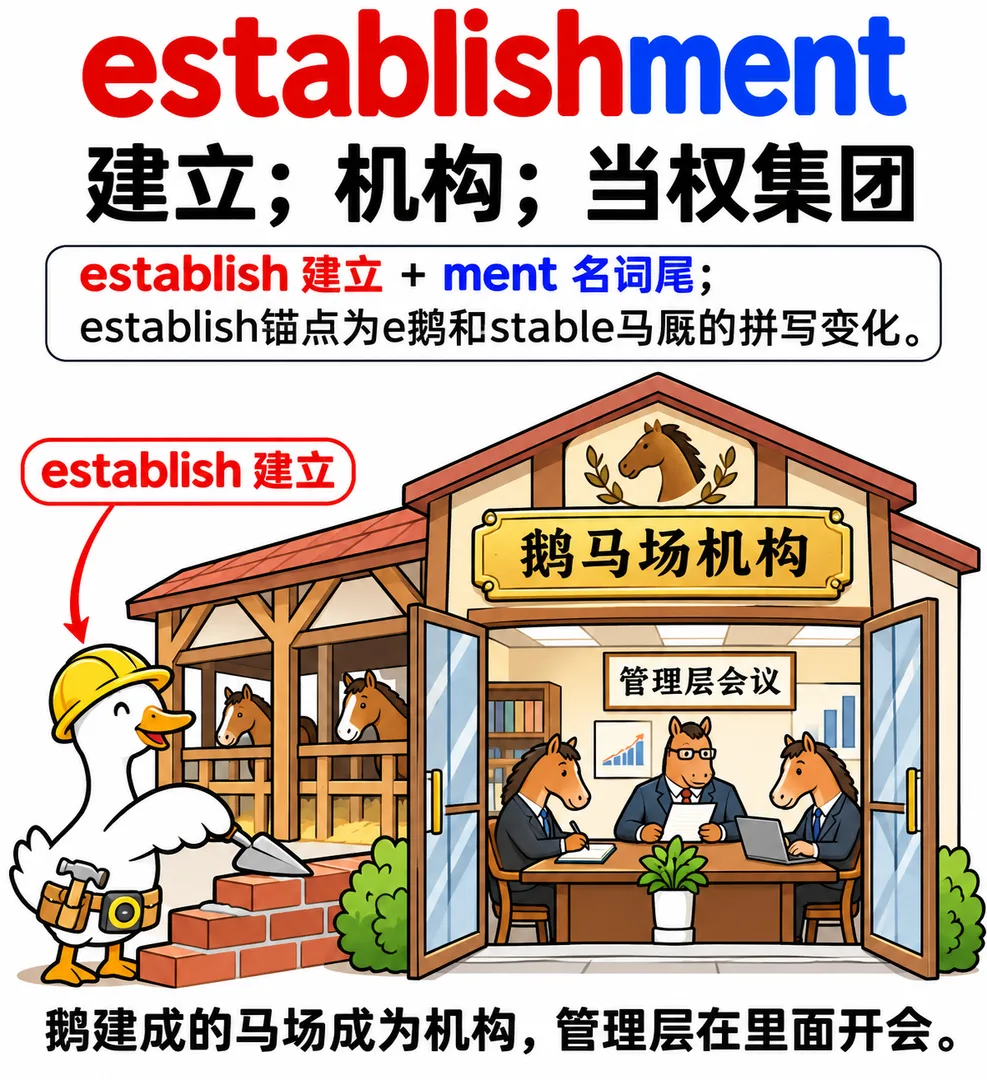 establishment
建立；机构；当权集团
establish 建立 + ment 名词尾；
establish锚点为e鹅和stable马厩的拼写变化。
establish 建立
鹅马场机构
管理层会议
鹅建成的马场成为机构，管理层在里面开会。